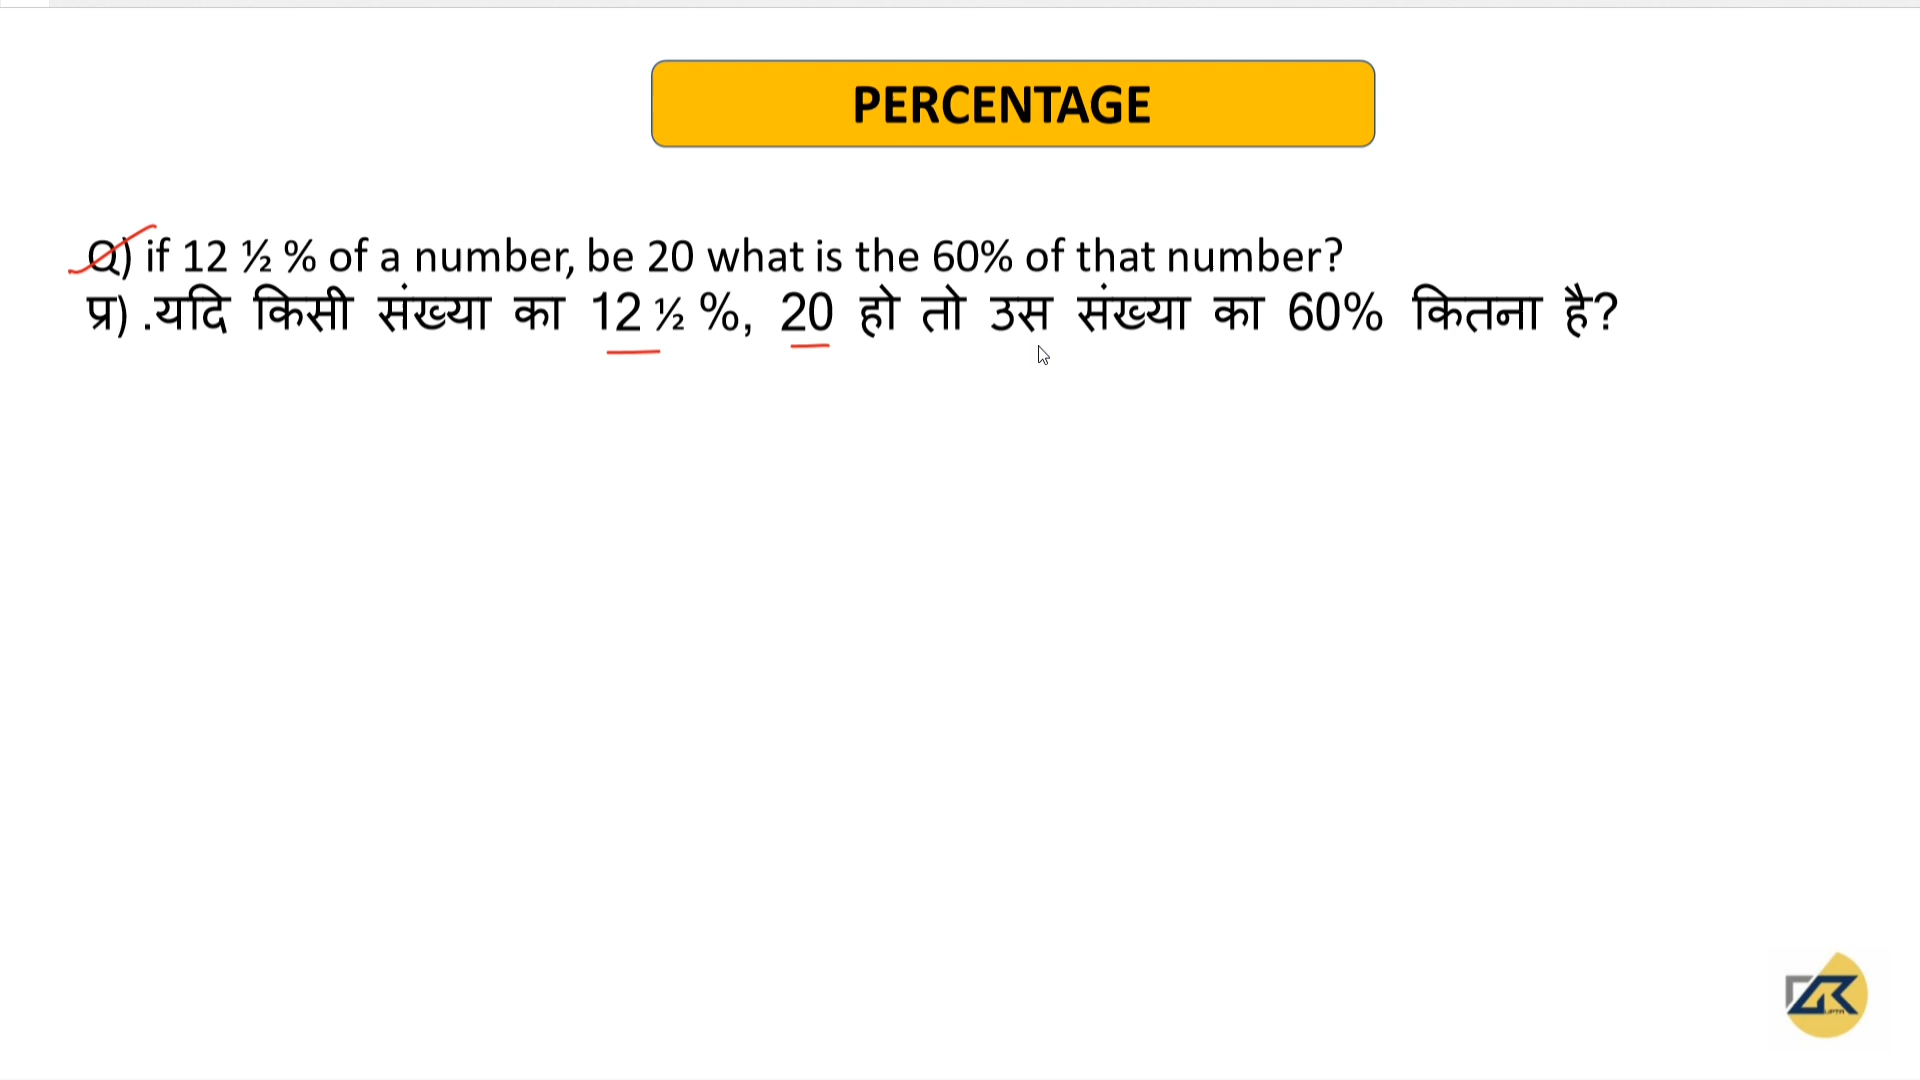 PERCENTAGE
Q) if 12 ½ % of a number, be 20 what is the 60% of that number?
प्र) .यदि किसी संख्या का 12 ½ %, 20 हो तो उस संख्या का 60% कितना है?